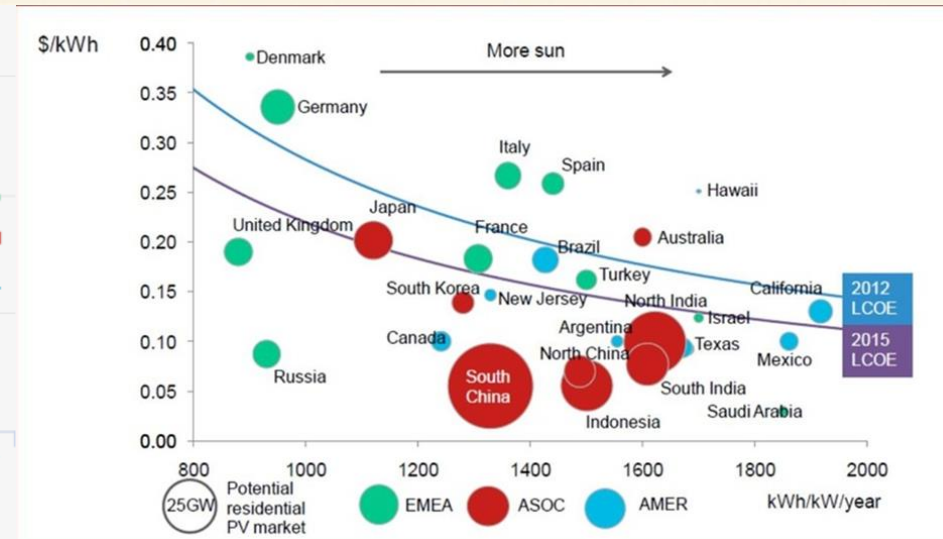 $/kWh
0.40
0.35
0.30
0.25
0.20
0.15
0.10
0.05
0.00
More sun
Denmark
Germany
Italy
Spain
Hawaii
Japan
United Kingdom
France
Australia
Brazil
Turkey
South Korea
New Jersey
North India
California
2012
LCOE
Israel
Canada
Argentina
Texas
2015
LCOE
North China
Mexico
Russia
South
China
South India
Indonesia
Saudi Arabia
800
1000
1200
1400
1600
1800
2000
kWh/kW/year
25GW
Potential
residential
PV market
EMEA
ASOC
AMER